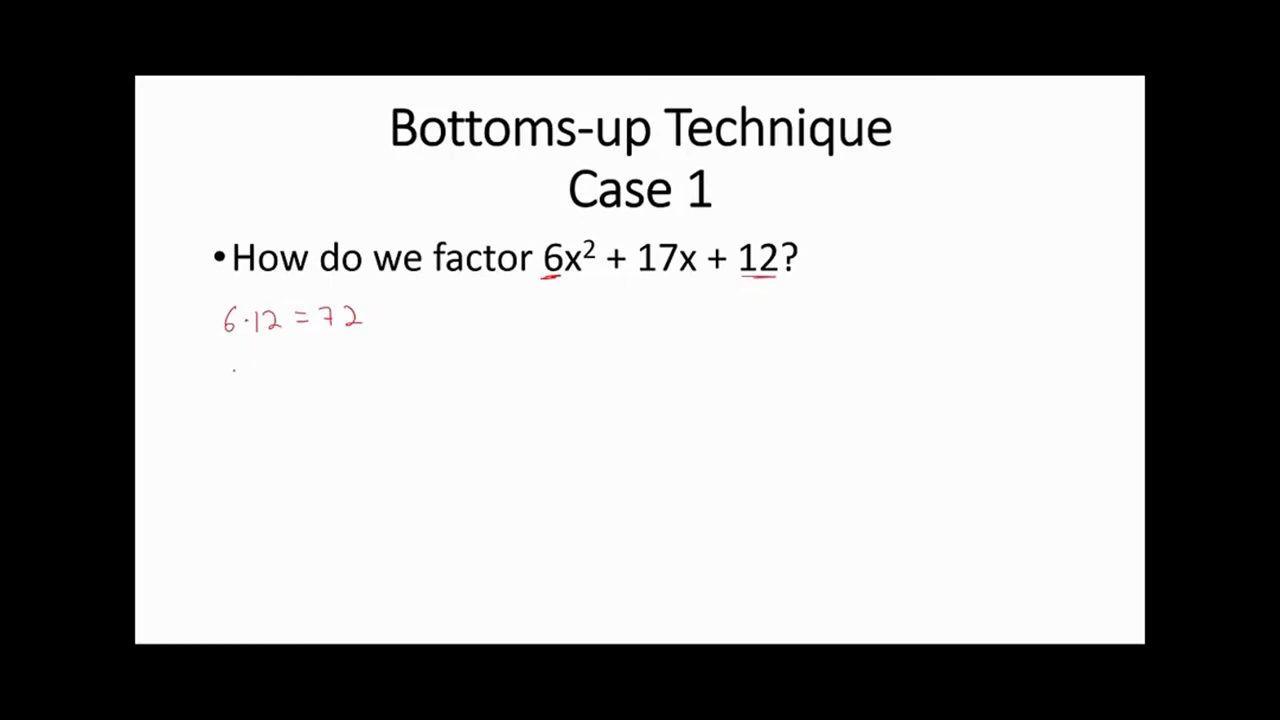 Bottoms-up Technique
Case 1
•How do we factor 6x² + 17x + 12?
6·12 = 72